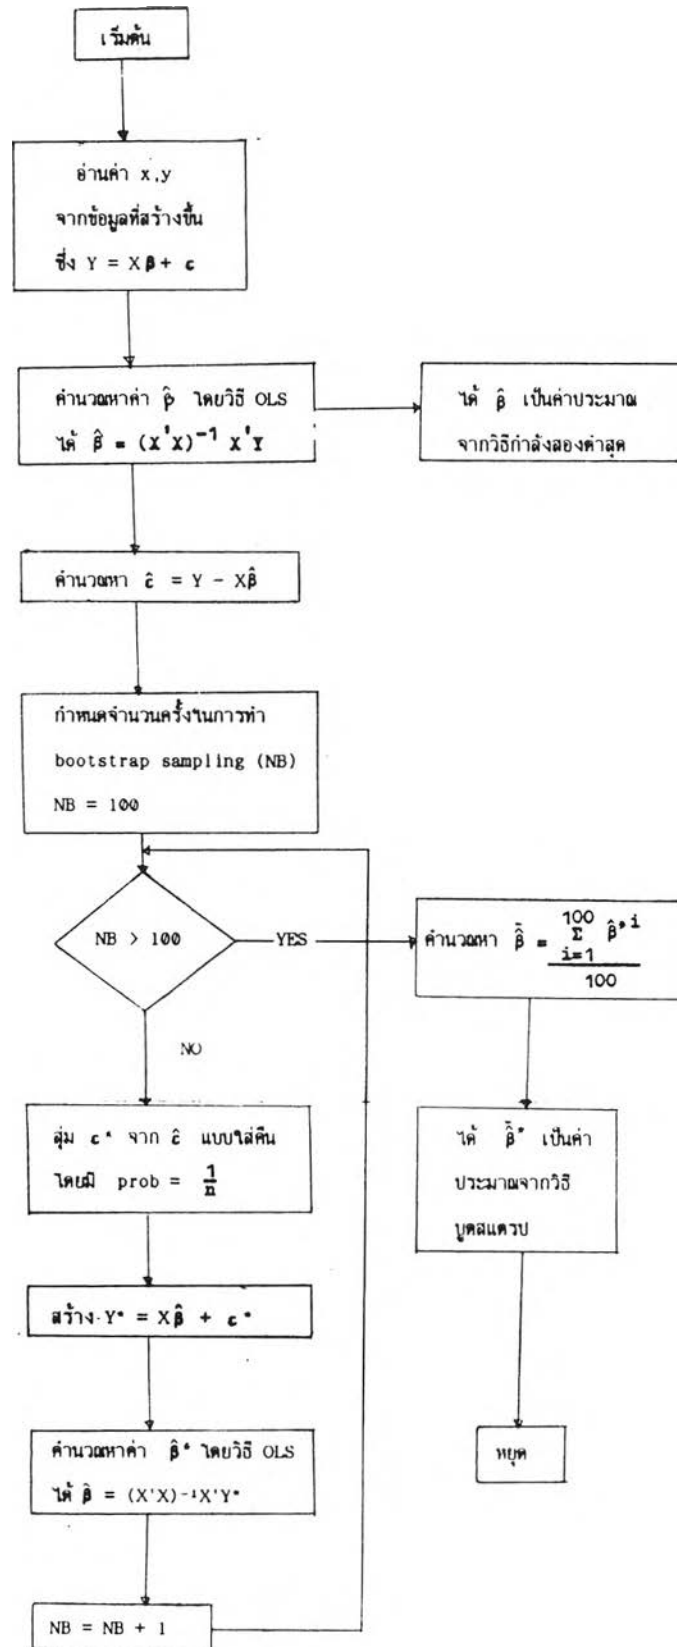 เริ่มต้น
อ่านค่า x,y
จากข้อมูลที่สร้างขึ้น
ซึ่ง Y = Xβ + ε
คำนวณหาค่า β̂ โดยวิธี OLS
ได้ β̂ = (X'X)⁻¹ X'Y
ได้ β̂ เป็นค่าประมาณ
จากวิธีกำลังสองต่ำสุด
คำนวณหา ε̂ = Y - Xβ̂
กำหนดจำนวนครั้งในการทำ
bootstrap sampling (NB)
NB = 100
NB > 100
YES
คำนวณหา β̄̂ = Σ β̂*ⁱ
100
i=1
100
NO
สุ่ม ε* จาก ε̂ แบบใส่คืน
โดยมี prob = 1/n
ได้ β̄̂* เป็นค่า
ประมาณจากวิธี
บูตสแตรป
สร้าง Y* = Xβ̂ + ε*
คำนวณหาค่า β̂* โดยวิธี OLS
ได้ β̂ = (X'X)⁻¹X'Y*
หยุด
NB = NB + 1